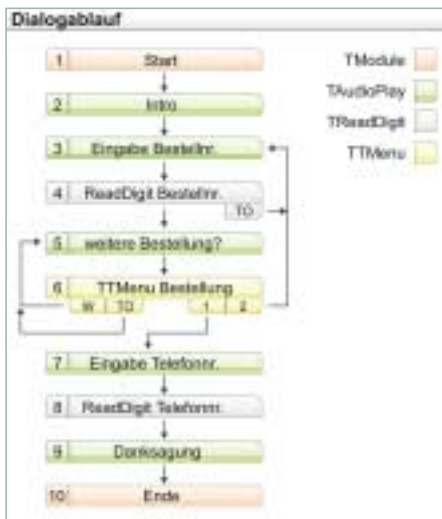 Dialogablauf
1 Start
2 Intro
3 Eingabe Bestellnr.
4 ReadDigit Bestellnr.
TO
5 weitere Bestellung?
6 TTMenu Bestellung
W TO 1 2
7 Eingabe Telefonnr.
8 ReadDigit Telefonnr.
9 Danksagung
10 Ende
TModule
TAudioPlay
TReadDigit
TTMenu